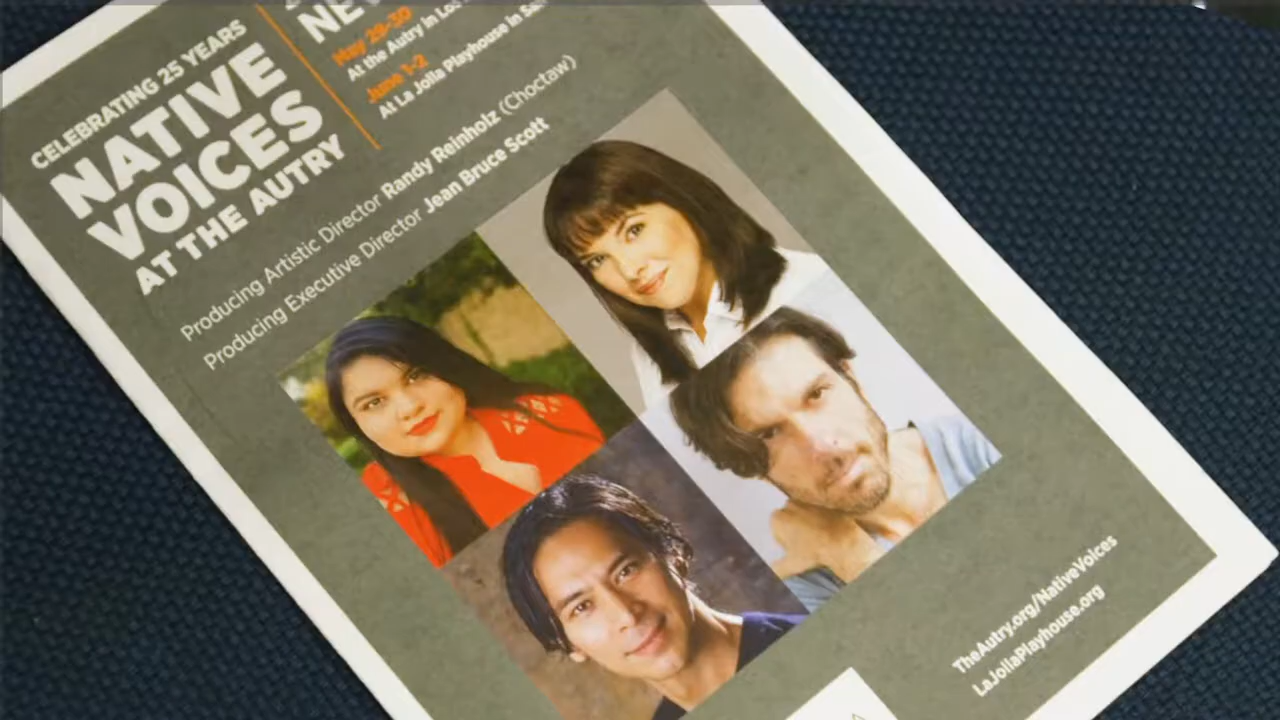 CELEBRATING 25 YEARS
NATIVE
VOICES
AT THE AUTRY
May 29-30
At the Autry in Los
June 1-2
At La Jolla Playhouse in
Producing Artistic Director Randy Reinholz (Choctaw)
Producing Executive Director Jean Bruce Scott
TheAutry.org/NativeVoices
LaJollaPlayhouse.org